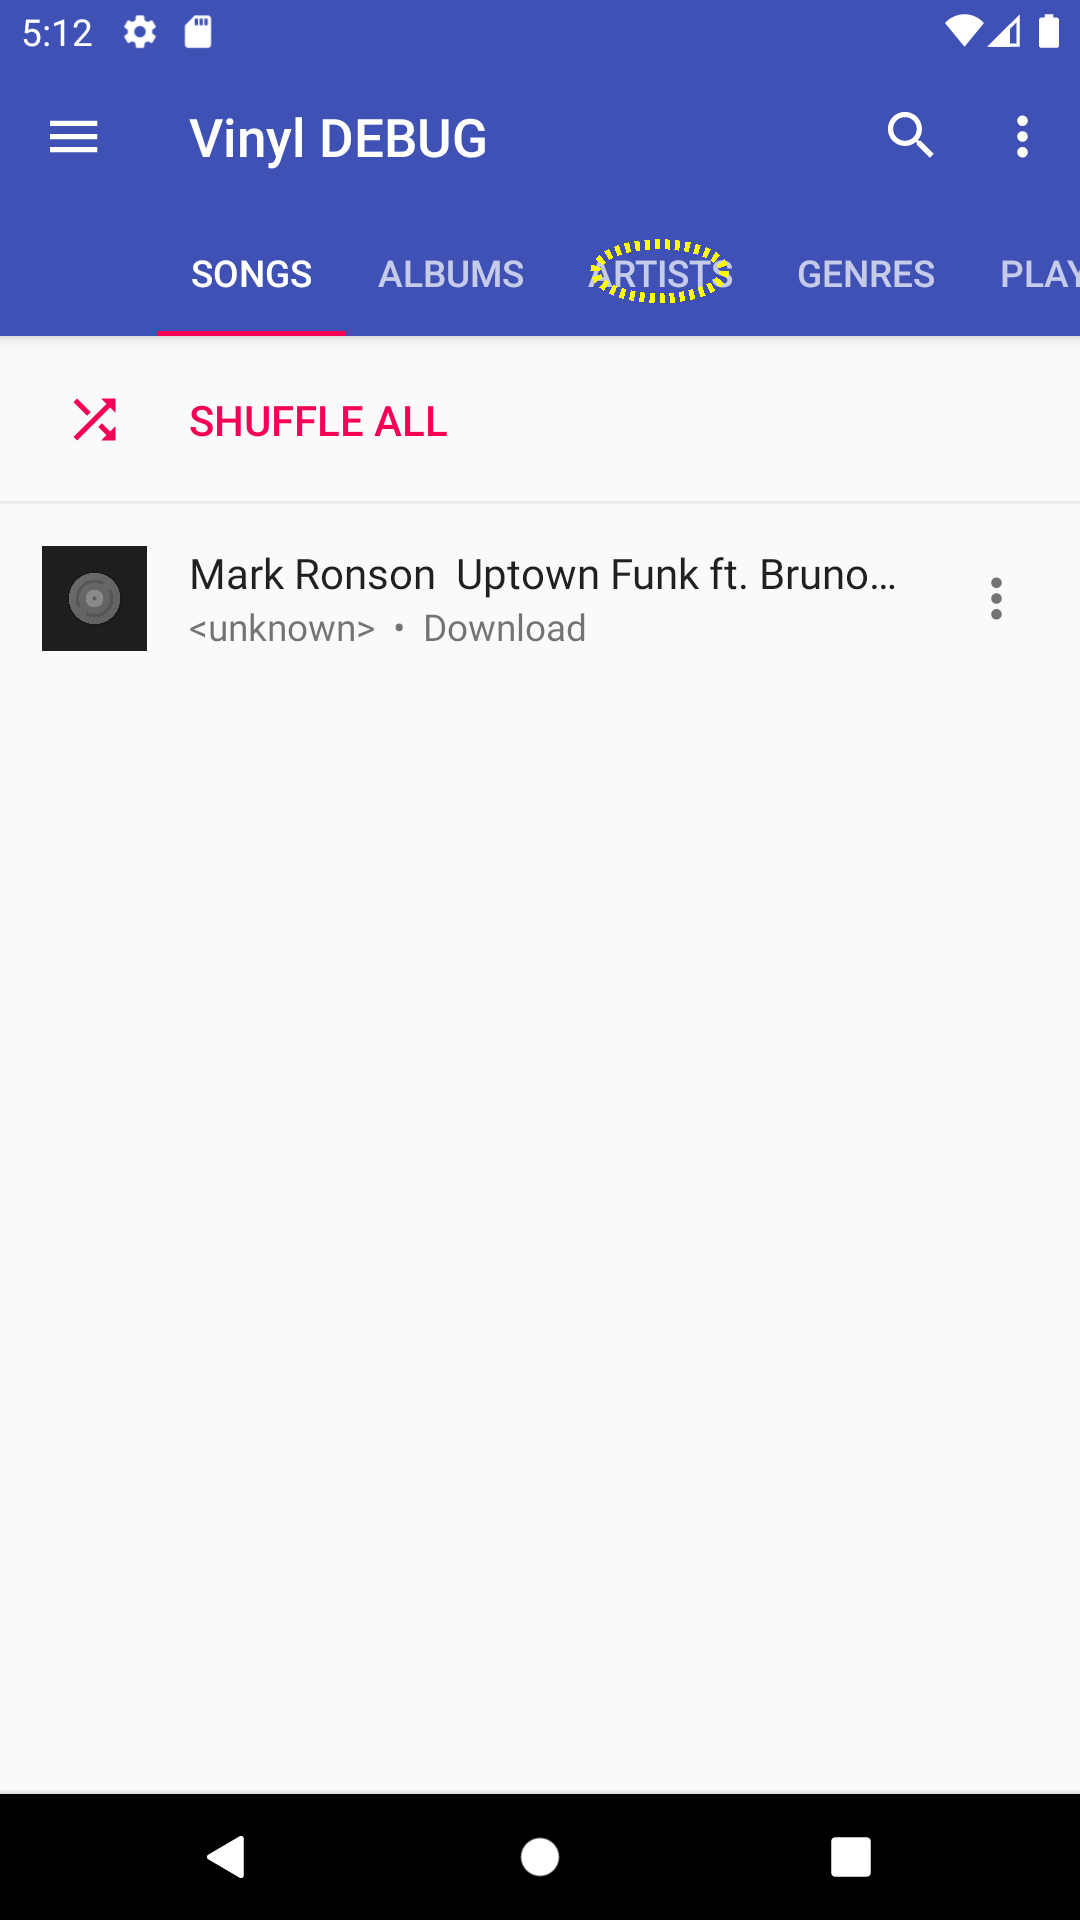 5:12
Vinyl DEBUG
SONGS ALBUMS ARTISTS GENRES PLAY
SHUFFLE ALL
Mark Ronson  Uptown Funk ft. Bruno…
<unknown> • Download